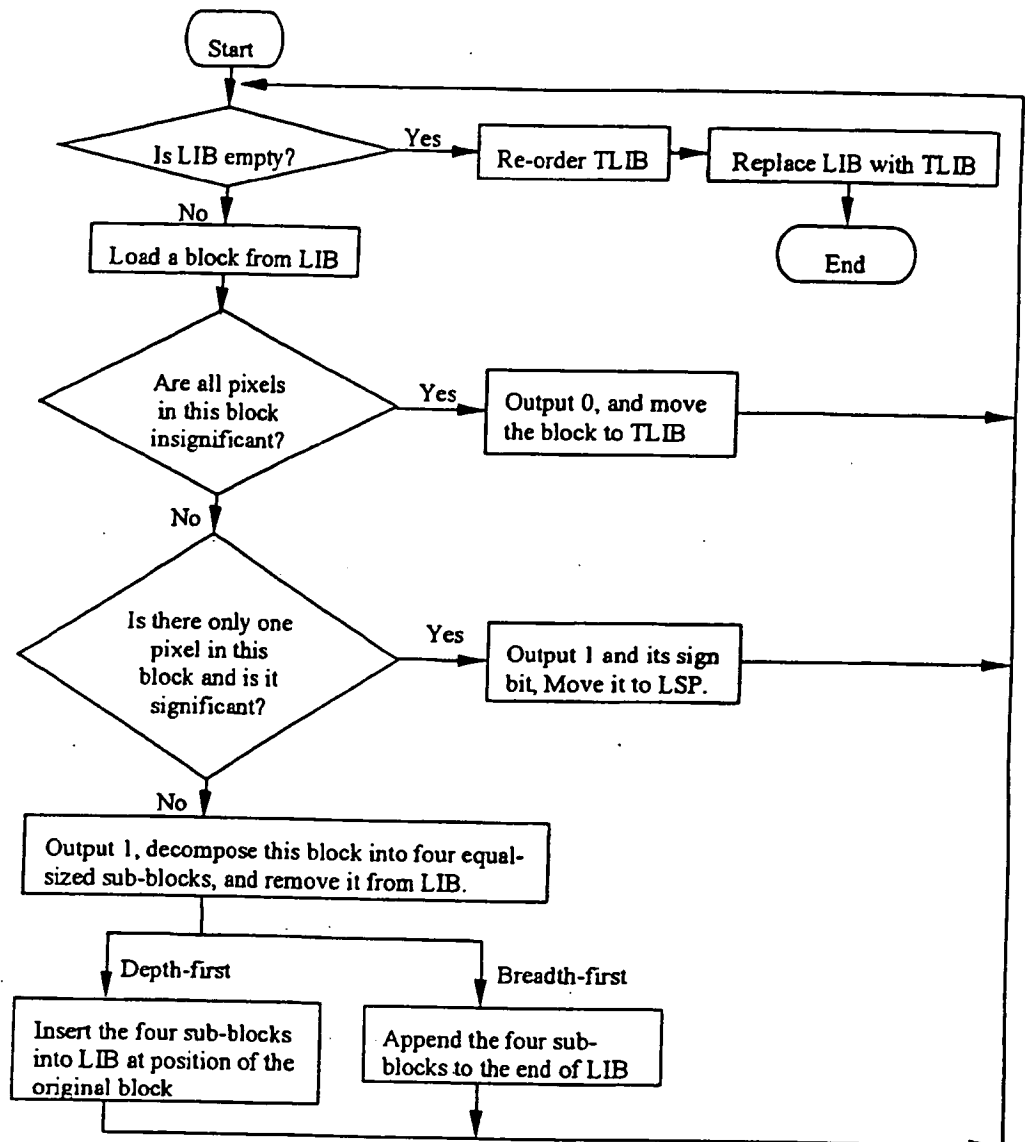 Start
Is LIB empty?
Yes
Re-order TLIB
Replace LIB with TLIB
End
No
Load a block from LIB
Are all pixels
in this block
insignificant?
Yes
Output 0, and move
the block to TLIB
No
Is there only one
pixel in this
block and is it
significant?
Yes
Output 1 and its sign
bit, Move it to LSP.
No
Output 1, decompose this block into four equal-
sized sub-blocks, and remove it from LIB.
Depth-first
Breadth-first
Insert the four sub-blocks
into LIB at position of the
original block
Append the four sub-
blocks to the end of LIB